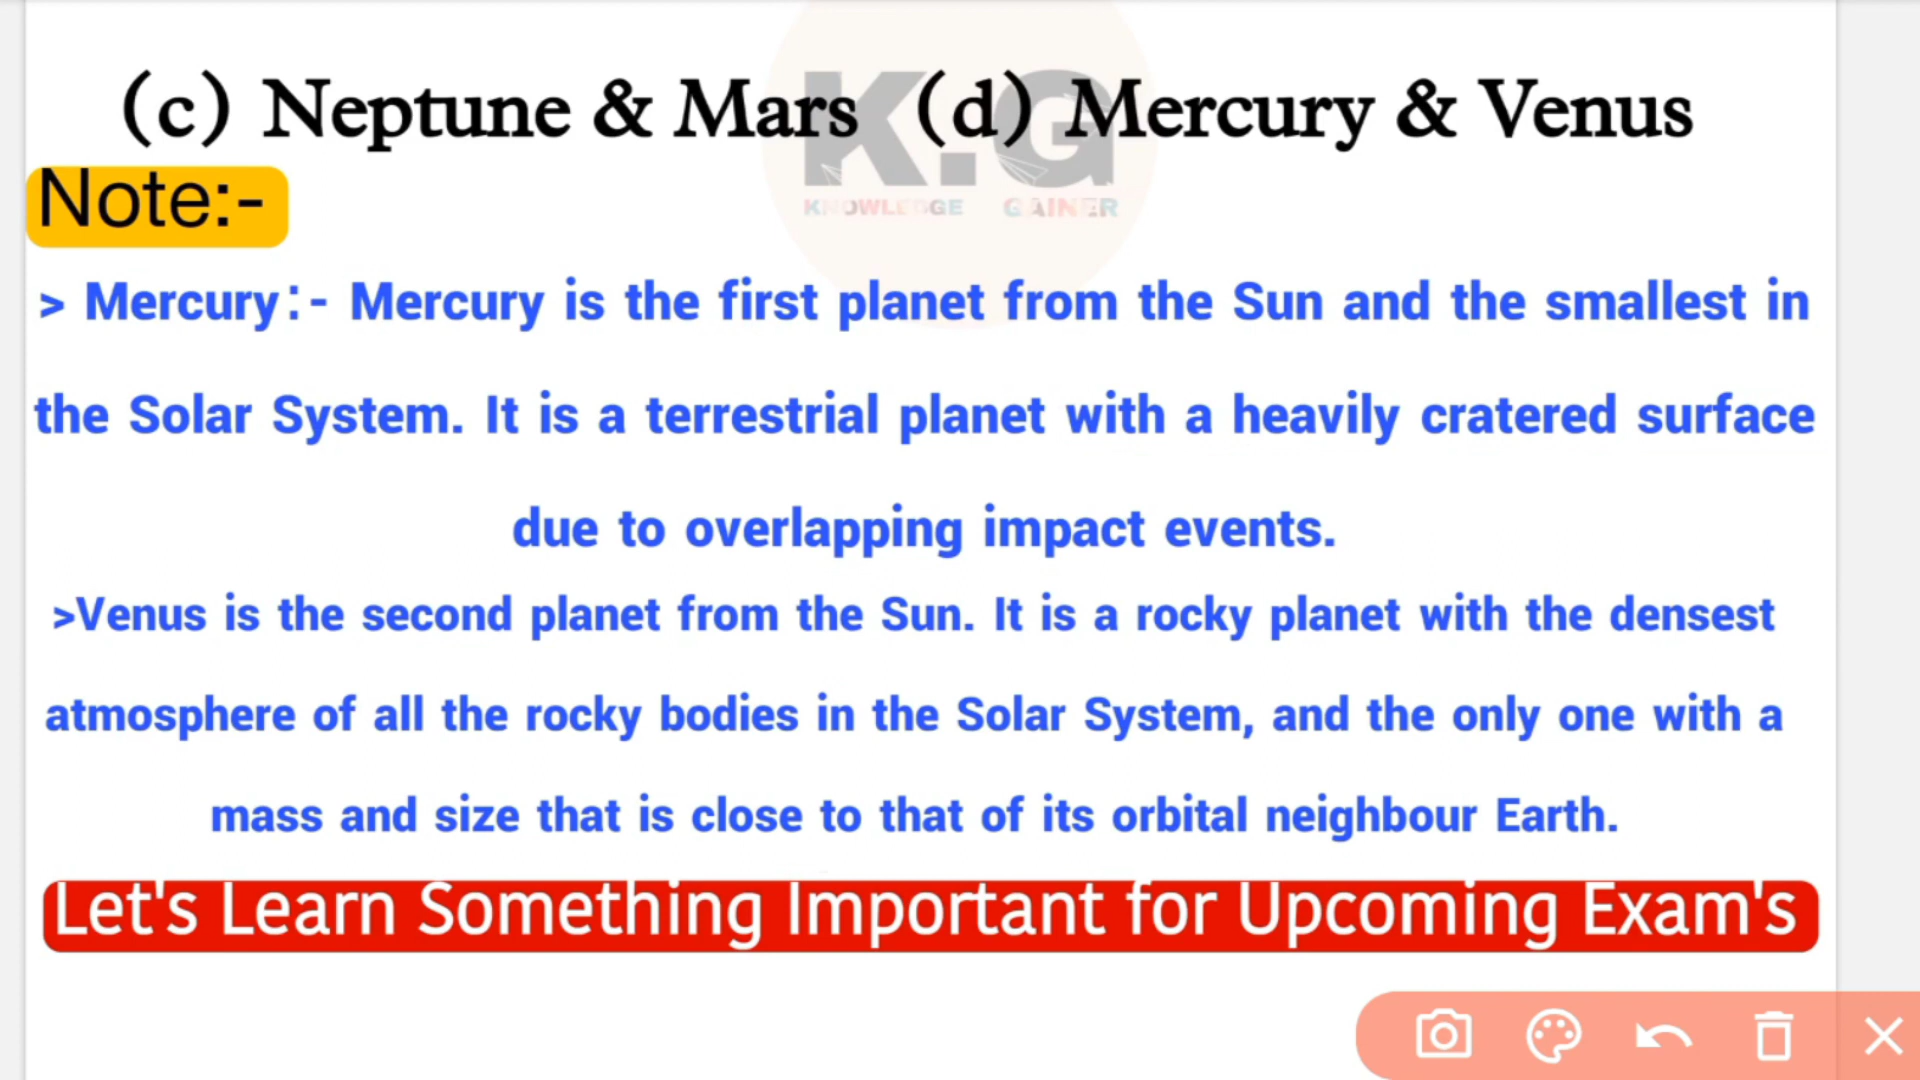 (c) Neptune & Mars (d) Mercury & Venus
K.G
KNOWLEDGE GAINER
Note:-
> Mercury:- Mercury is the first planet from the Sun and the smallest in
the Solar System. It is a terrestrial planet with a heavily cratered surface
due to overlapping impact events.
>Venus is the second planet from the Sun. It is a rocky planet with the densest
atmosphere of all the rocky bodies in the Solar System, and the only one with a
mass and size that is close to that of its orbital neighbour Earth.
Let's Learn Something Important for Upcoming Exam's